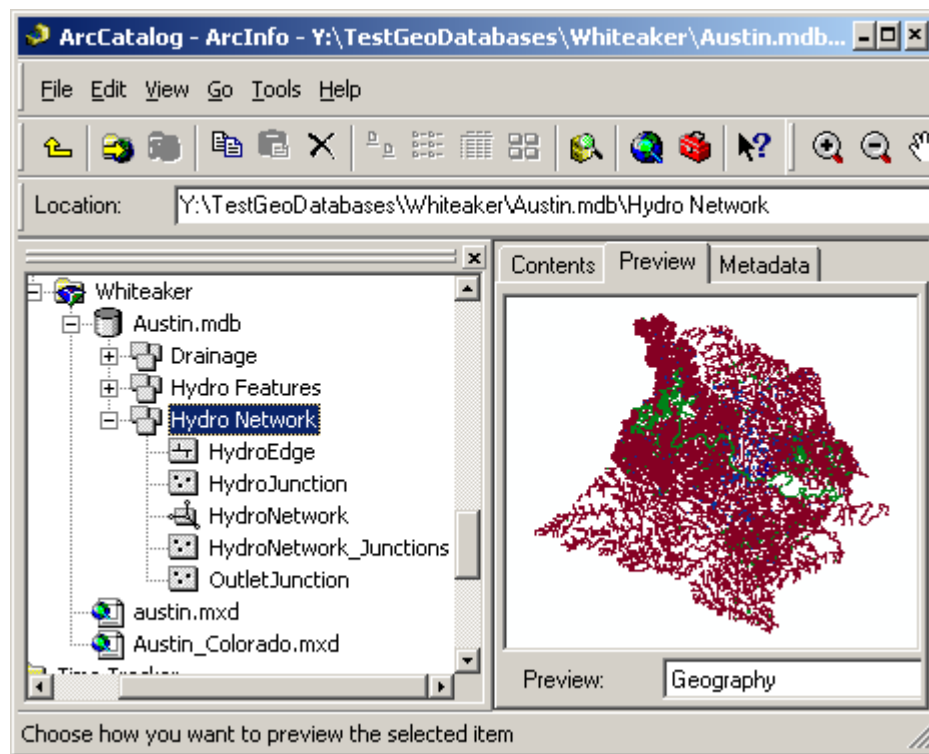 ArcCatalog - ArcInfo - Y:\TestGeoDatabases\Whiteaker\Austin.mdb...
File Edit View Go Tools Help
Location: Y:\TestGeoDatabases\Whiteaker\Austin.mdb\Hydro Network
Whiteaker
Austin.mdb
Drainage
Hydro Features
Hydro Network
HydroEdge
HydroJunction
HydroNetwork
HydroNetwork_Junctions
OutletJunction
austin.mxd
Austin_Colorado.mxd
Time Tracker
Contents Preview Metadata
Preview: Geography
Choose how you want to preview the selected item